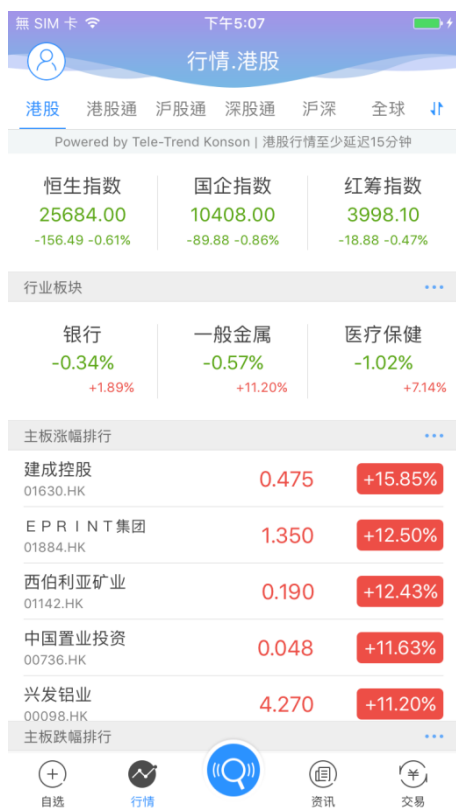 無 SIM 卡 下午5:07
行情.港股
港股 港股通 沪股通 深股通 沪深 全球
Powered by Tele-Trend Konson | 港股行情至少延迟15分钟
恒生指数 国企指数 红筹指数
25684.00 10408.00 3998.10
-156.49 -0.61% -89.88 -0.86% -18.88 -0.47%
行业板块
银行 一般金属 医疗保健
-0.34% -0.57% -1.02%
+1.89% +11.20% +7.14%
主板涨幅排行
建成控股 0.475 +15.85%
01630.HK
ＥＰＲＩＮＴ集团 1.350 +12.50%
01884.HK
西伯利亚矿业 0.190 +12.43%
01142.HK
中国置业投资 0.048 +11.63%
00736.HK
兴发铝业 4.270 +11.20%
00098.HK
主板跌幅排行
自选 行情 资讯 交易